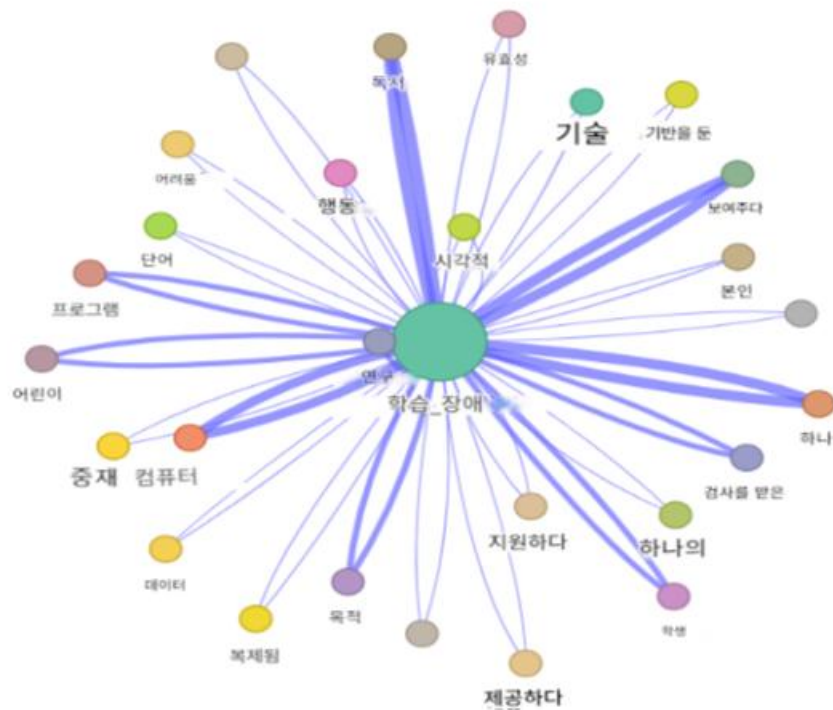 유효성
독서
기술
기반을 둔
어려움
행동
보여주다
단어
시각적
본인
프로그램
어린이
연구
학습_장애
하나
중재 컴퓨터
검사를 받은
지원하다
하나의
데이터
목적
학생
복제됨
제공하다